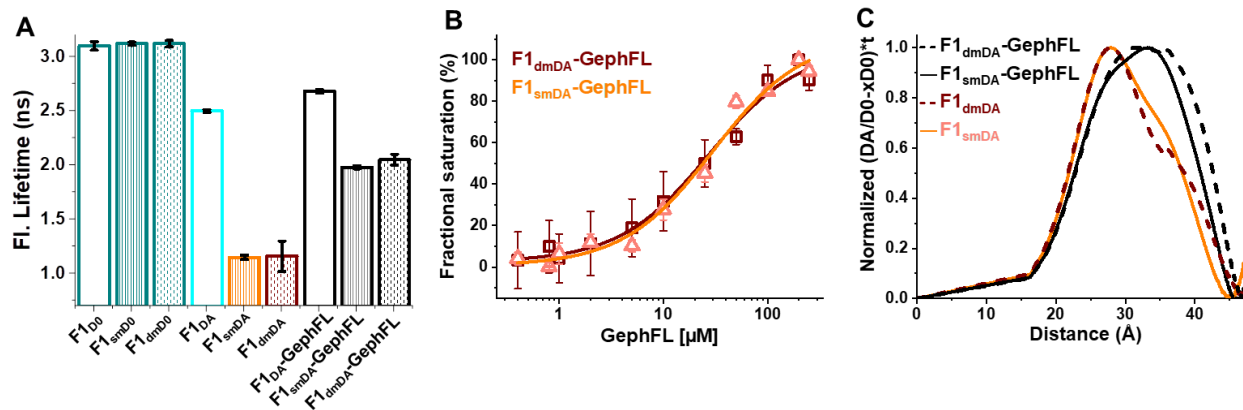 A
Fl. Lifetime (ns)
3.0
2.5
2.0
1.5
1.0
F1D0
F1smD0
F1dmD0
F1DA
F1smDA
F1dmDA
F1DA-GephFL
F1smDA-GephFL
F1dmDA-GephFL
B
F1dmDA-GephFL
F1smDA-GephFL
Fractional saturation (%)
100
80
60
40
20
0
1
10
100
GephFL [µM]
C
F1dmDA-GephFL
F1smDA-GephFL
F1dmDA
F1smDA
Normalized (DA/D0-xD0)*t
1.0
0.8
0.6
0.4
0.2
0.0
0
10
20
30
40
Distance (Å)